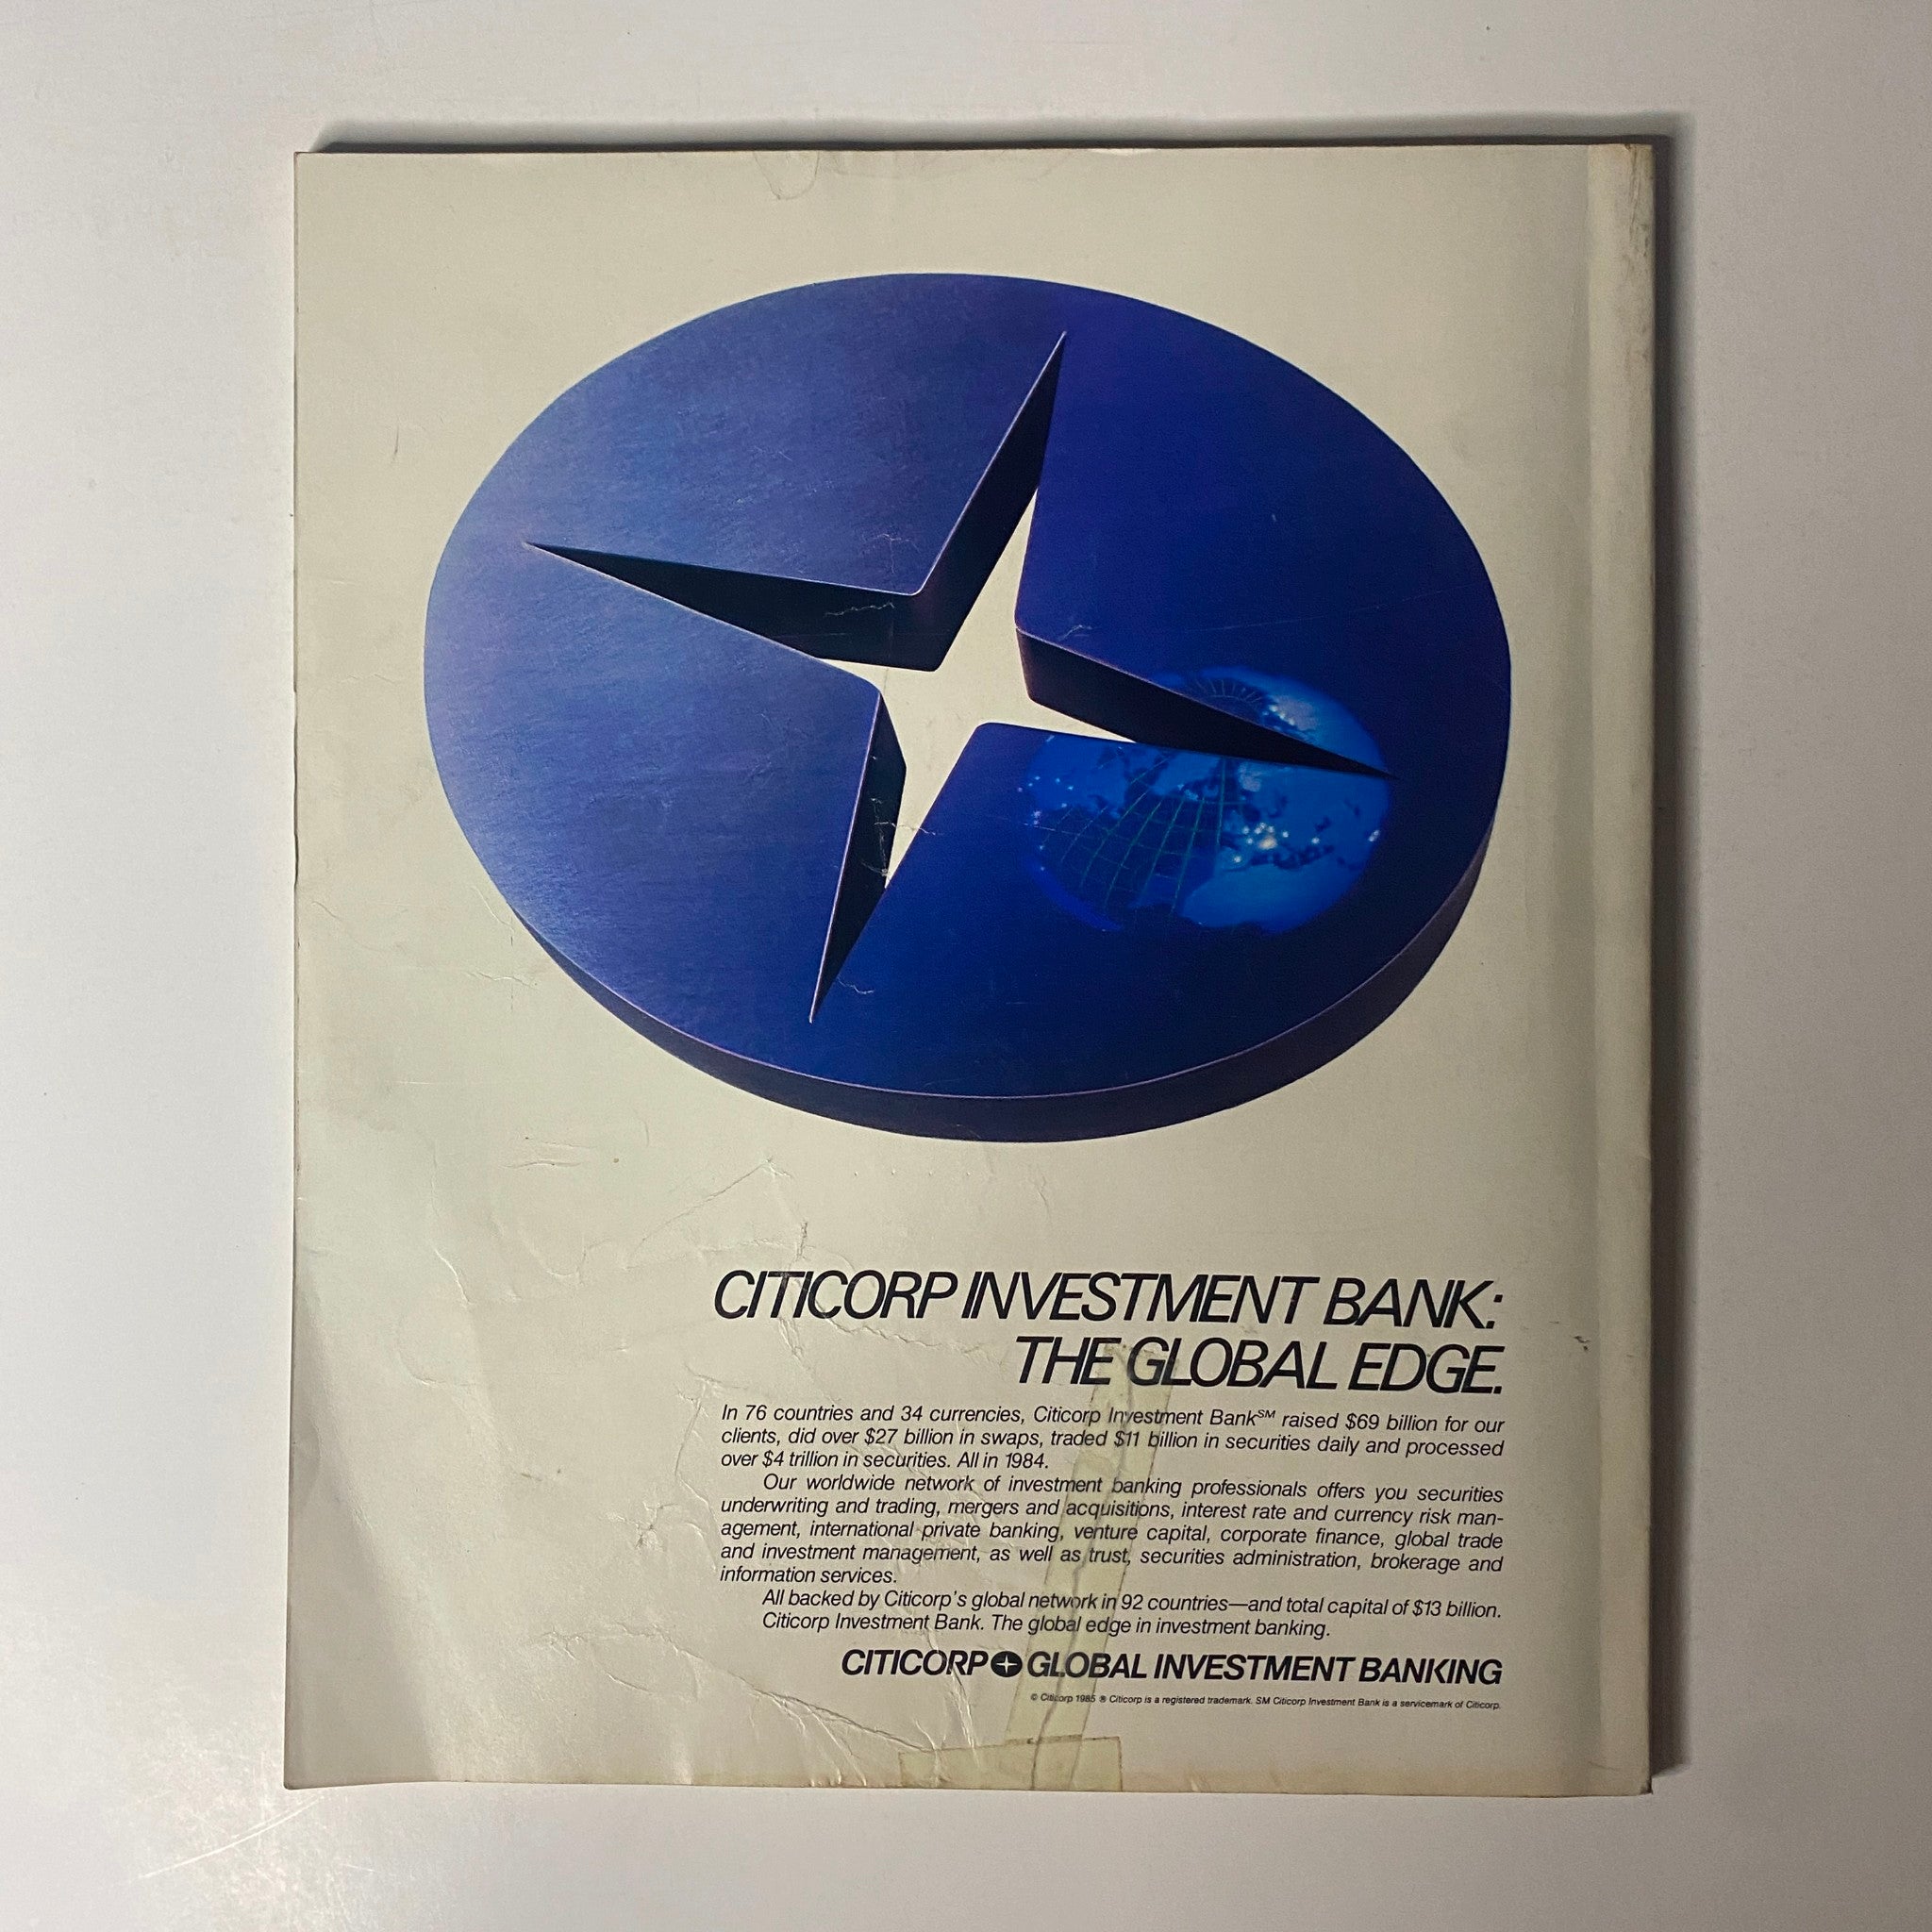 CITICORP INVESTMENT BANK:
THE GLOBAL EDGE.
In 76 countries and 34 currencies, Citicorp Investment Bank℠ raised $69 billion for our
clients, did over $27 billion in swaps, traded $11 billion in securities daily and processed
over $4 trillion in securities. All in 1984.
Our worldwide network of investment banking professionals offers you securities
underwriting and trading, mergers and acquisitions, interest rate and currency risk man-
agement, international private banking, venture capital, corporate finance, global trade
and investment management, as well as trust, securities administration, brokerage and
information services.
All backed by Citicorp's global network in 92 countries—and total capital of $13 billion.
Citicorp Investment Bank. The global edge in investment banking.
CITICORP GLOBAL INVESTMENT BANKING
© Citicorp 1985 ® Citicorp is a registered trademark. SM Citicorp Investment Bank is a servicemark of Citicorp.